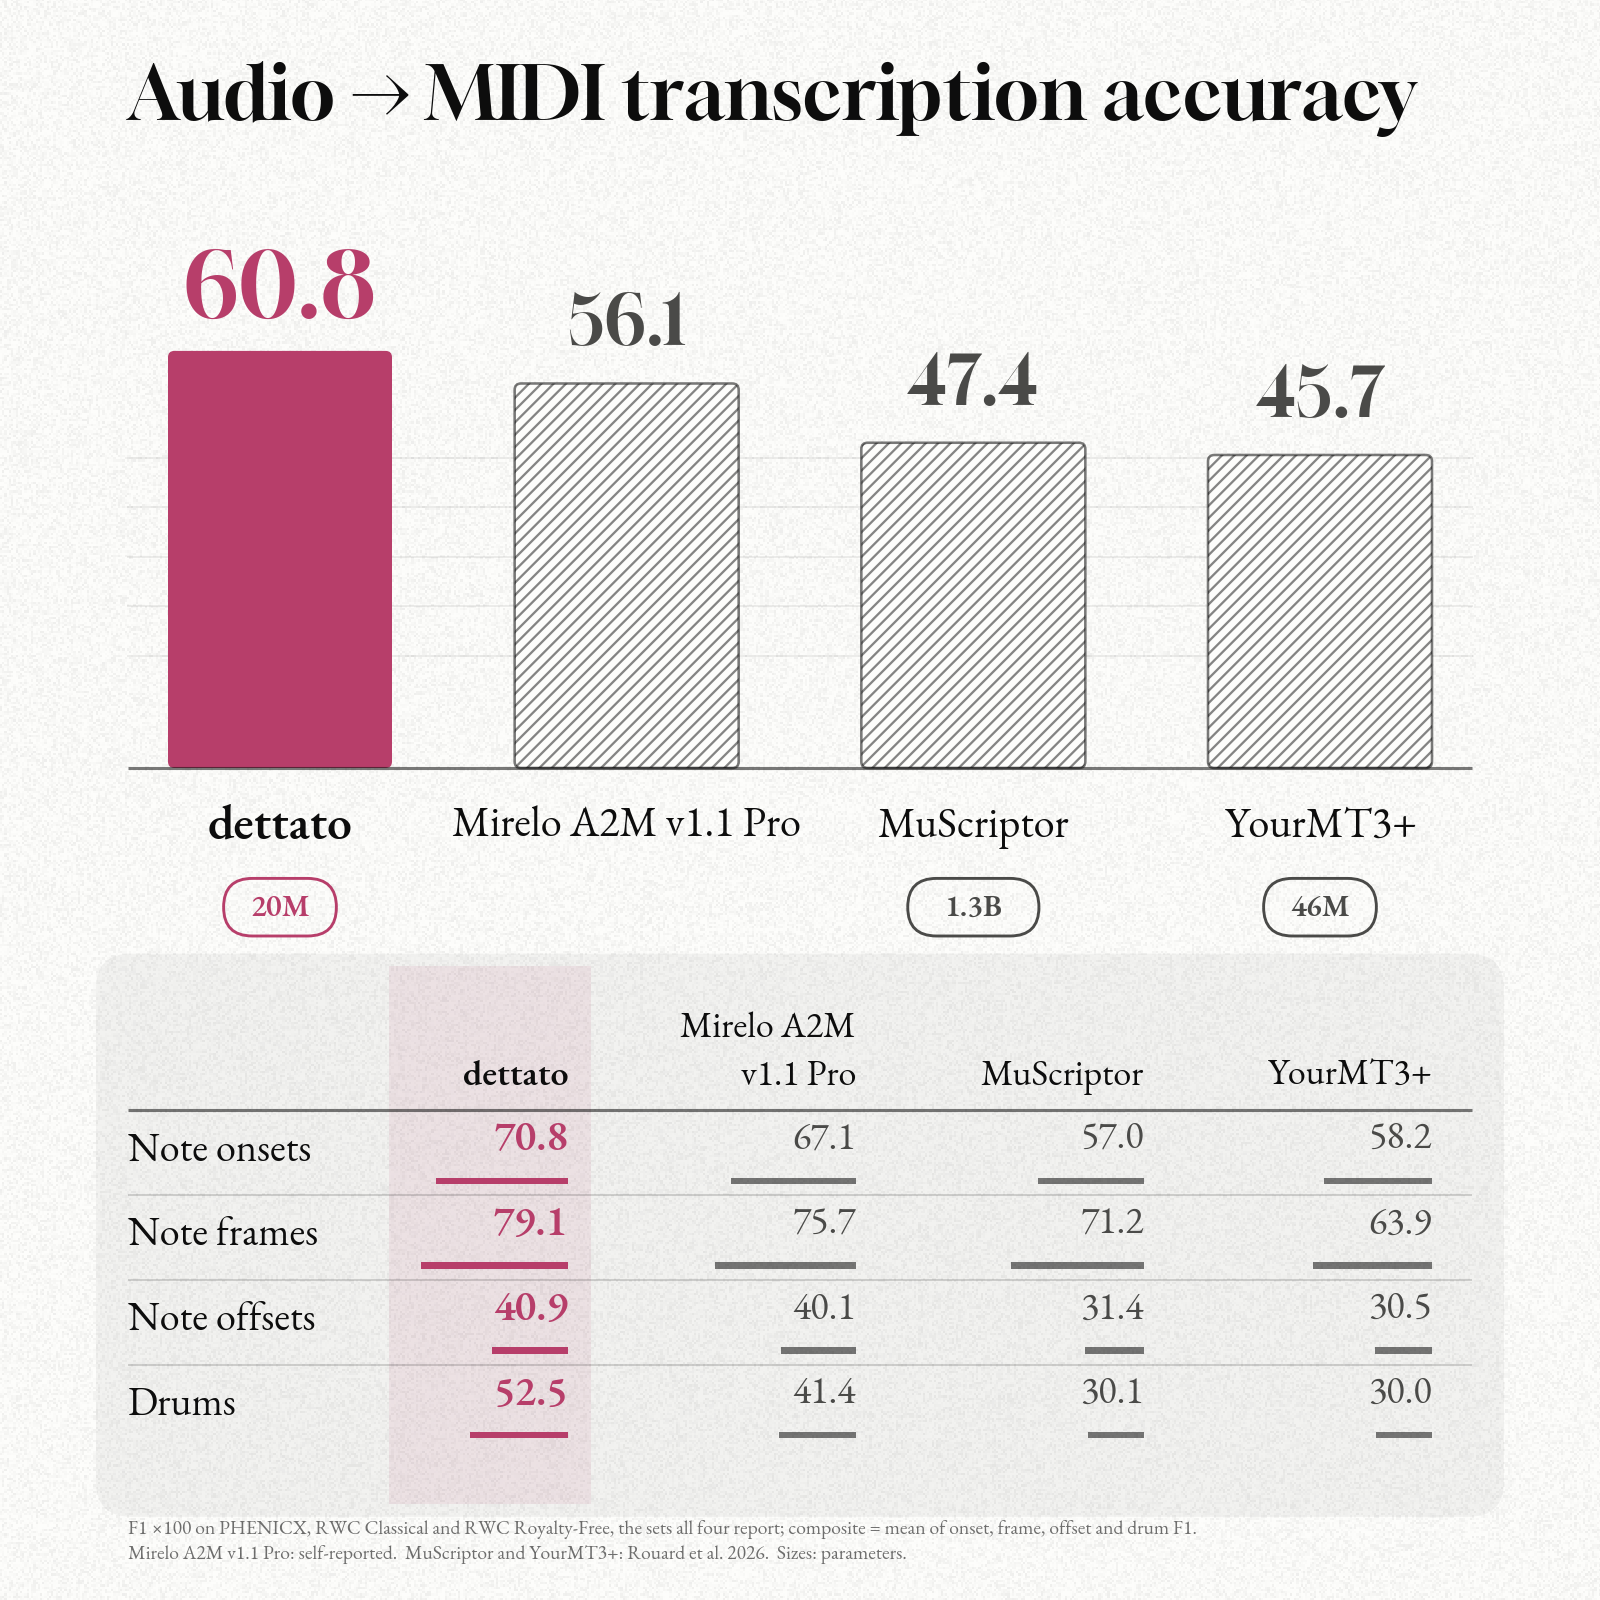 Audio → MIDI transcription accuracy
60.8
56.1
47.4
45.7
dettato
Mirelo A2M v1.1 Pro
MuScriptor
YourMT3+
20M
1.3B
46M
Mirelo A2M
dettato v1.1 Pro MuScriptor YourMT3+
Note onsets 70.8 67.1 57.0 58.2
Note frames 79.1 75.7 71.2 63.9
Note offsets 40.9 40.1 31.4 30.5
Drums 52.5 41.4 30.1 30.0
F1 ×100 on PHENICX, RWC Classical and RWC Royalty-Free, the sets all four report; composite = mean of onset, frame, offset and drum F1.
Mirelo A2M v1.1 Pro: self-reported. MuScriptor and YourMT3+: Rouard et al. 2026. Sizes: parameters.